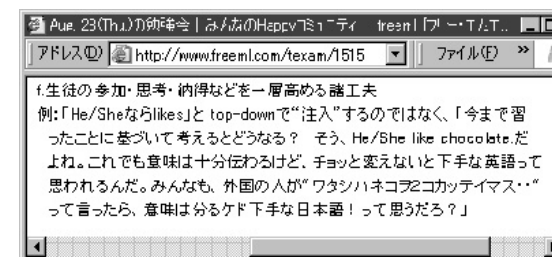 Aug. 23(Thu.)の勉強会 | みんなのHappyコミュニティ freeml [フリー・エムエ...
アドレス(D) http://www.freeml.com/texam/1515 ファイル(F) »
f.生徒の参加・思考・納得などを一層高める諸工夫
例:「He/Sheならlikes」と top-downで“注入”するのではなく、「今まで習
ったことに基づいて考えるとどうなる? そう、He/She like chocolate.だ
よね。これでも意味は十分伝わるけど、チョッと変えないと下手な英語って
思われるんだ。みんなも、外国の人が“ワタシハネコヲ2コカッテイマス・・”
って言ったら、意味は分るケド下手な日本語!って思うだろ?」